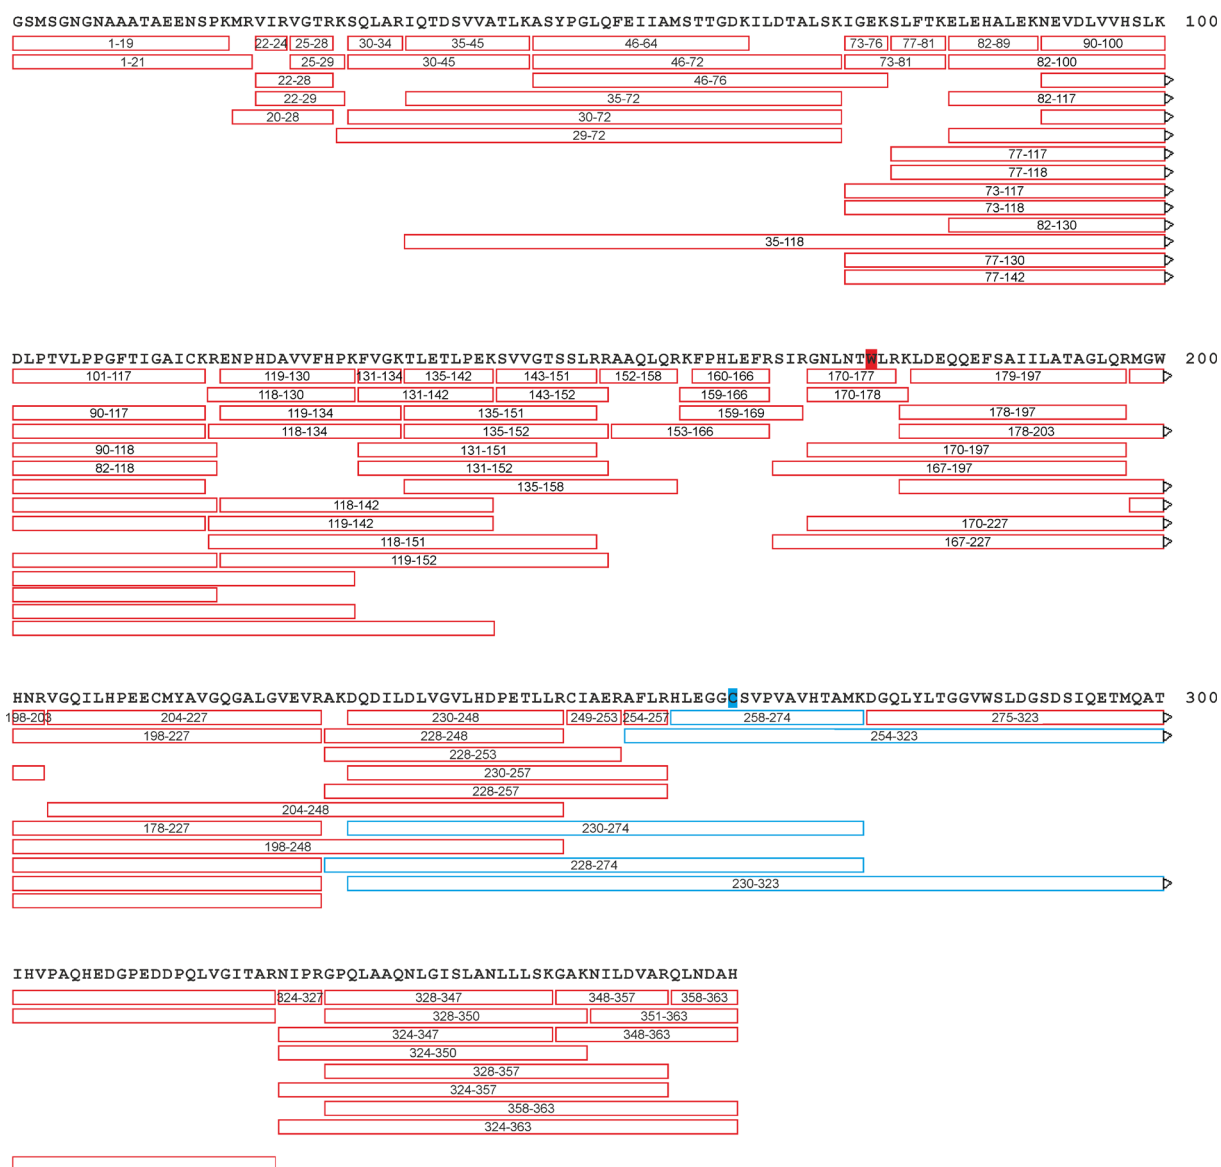 GSMSGNGNAAATAEENSPKMRVIRVGTRKSQLARIQTDSVVATLKASYPGLQFEIIAMSTTGDKILDTALSKIGEKSLFTKELEHALEKNEVDLVVHSLK 100
1-19 22-24 25-28 30-34 35-45 46-64 73-76 77-81 82-89 90-100
1-21 25-29 30-45 46-72 73-81 82-100
22-28 46-76
22-29 35-72 82-117
20-28 30-72
29-72
77-117
77-118
73-117
73-118
82-130
35-118
77-130
77-142
DLPTVLPPGFTIGAICKRENPHDAVVFHPKFVGKTLETLPEKSVVGTSSLRRAAQLQRKFPHLEFRSIRGNLNTWLRKLDEQQEFSAIILATAGLQRMGW 200
101-117 119-130 131-134 135-142 143-151 152-158 160-166 170-177 179-197
118-130 131-142 143-152 159-166 170-178
90-117 119-134 135-151 159-169 178-197
118-134 135-152 153-166 178-203
90-118 131-151 170-197
82-118 131-152 167-197
135-158
118-142
119-142 170-227
118-151 167-227
119-152
HNRVGQILHPEECMYAVGQGALGVEVRAKDQDILDLVGVLHDPETLLRCIAERAFLRHLEGGCSVPVAVHTAMKDGQLYLTGGVWSLDGSDSIQETMQAT 300
198-203 204-227 230-248 249-253 254-257 258-274 275-323
198-227 228-248 254-323
228-253
230-257
228-257
204-248
178-227 230-274
198-248
228-274
230-323
IHVPAQHEDGPEDDPQLVGITARNIPRGPQLAAQNLGISLANLLLSKGAKNILDVARQLNDAH
324-327 328-347 348-357 358-363
328-350 351-363
324-347 348-363
324-350
328-357
324-357
358-363
324-363